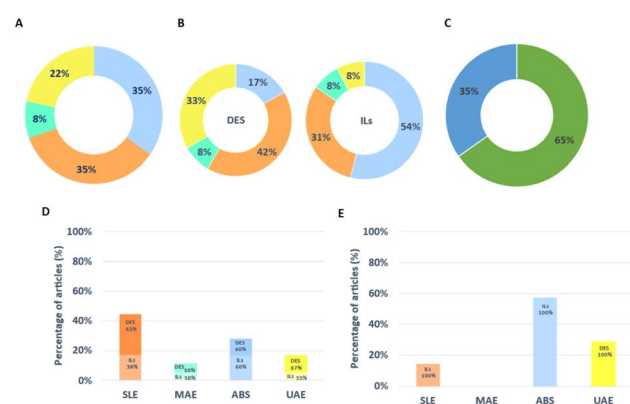 A
B
C
22%
35%
8%
35%
17%
33%
DES
8%
42%
8%
8%
ILs
31%
54%
35%
65%
D
E
Percentage of articles (%)
100%
80%
60%
40%
20%
0%
DES
ILs
38%
DES 50%
ILs 50%
DES
40%
ILs
60%
DES
67%
ILs 33%
SLE
MAE
ABS
UAE
Percentage of articles (%)
100%
80%
60%
40%
20%
0%
ILs
100%
ILs
100%
DES
100%
SLE
MAE
ABS
UAE